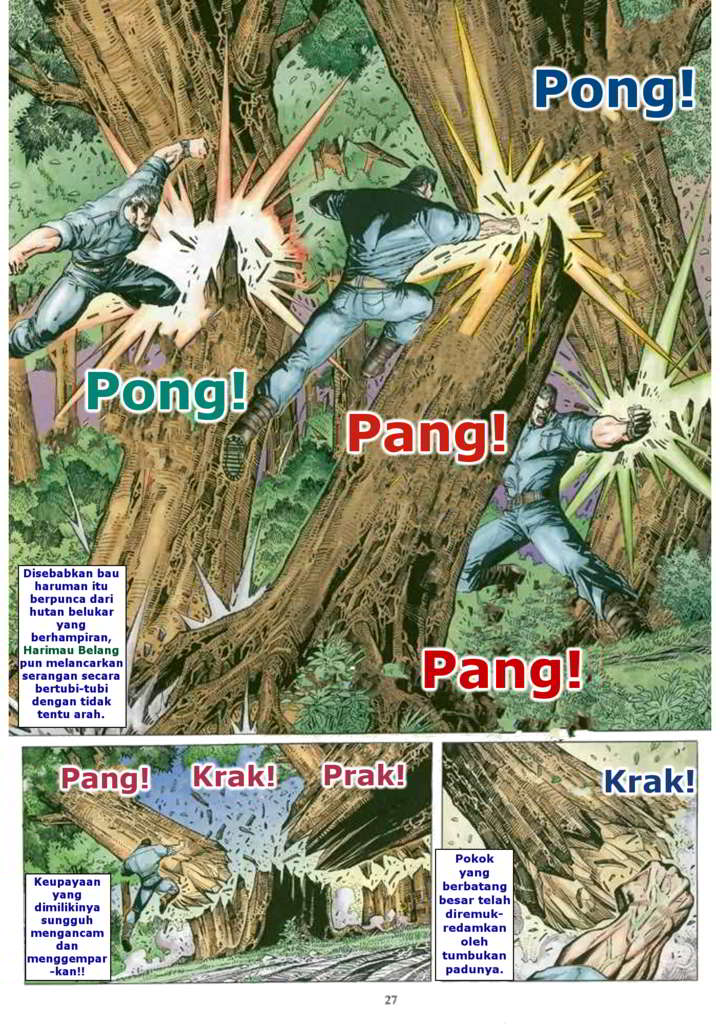 Pong!
Pong!
Pang!
Pang!
Disebabkan bau
haruman itu
berpunca dari
hutan belukar
yang
berhampiran,
Harimau Belang
pun melancarkan
serangan secara
bertubi-tubi
dengan tidak
tentu arah.
Pang! Krak! Prak!
Keupayaan
yang
dimilikinya
sungguh
mengancam
dan
menggempar
-kan!!
Krak!
Pokok
yang
berbatang
besar telah
diremuk-
redamkan
oleh
tumbukan
padunya.
27